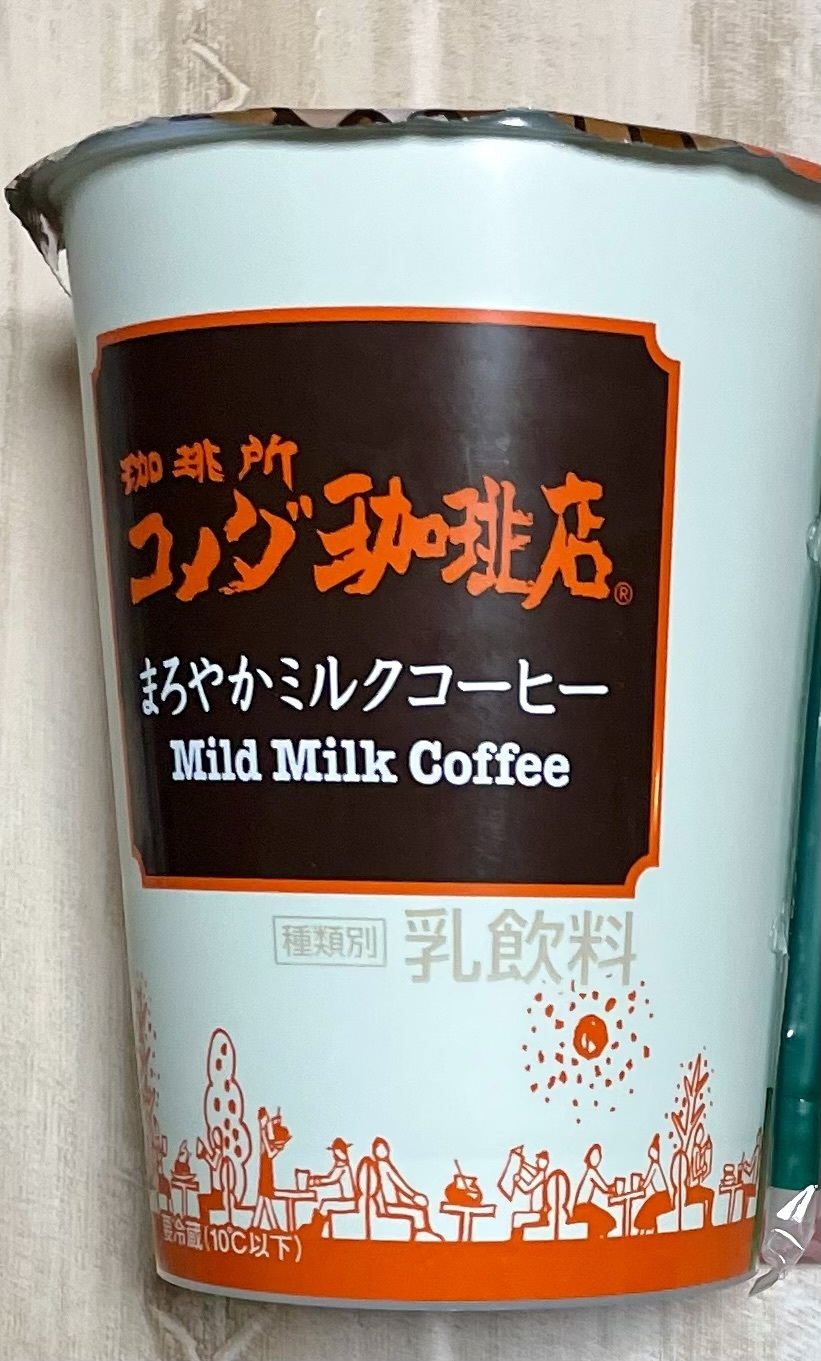 珈琲所
コメダ珈琲店®
まろやかミルクコーヒー
Mild Milk Coffee
種類別 乳飲料
要冷蔵(10℃以下)